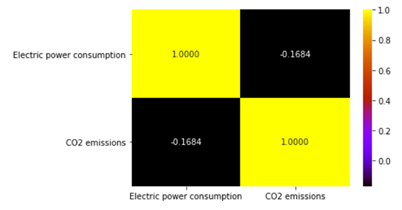 1.0
Electric power consumption
1.0000
-0.1684
0.8
0.6
0.4
CO2 emissions
-0.1684
1.0000
0.2
0.0
Electric power consumption
CO2 emissions